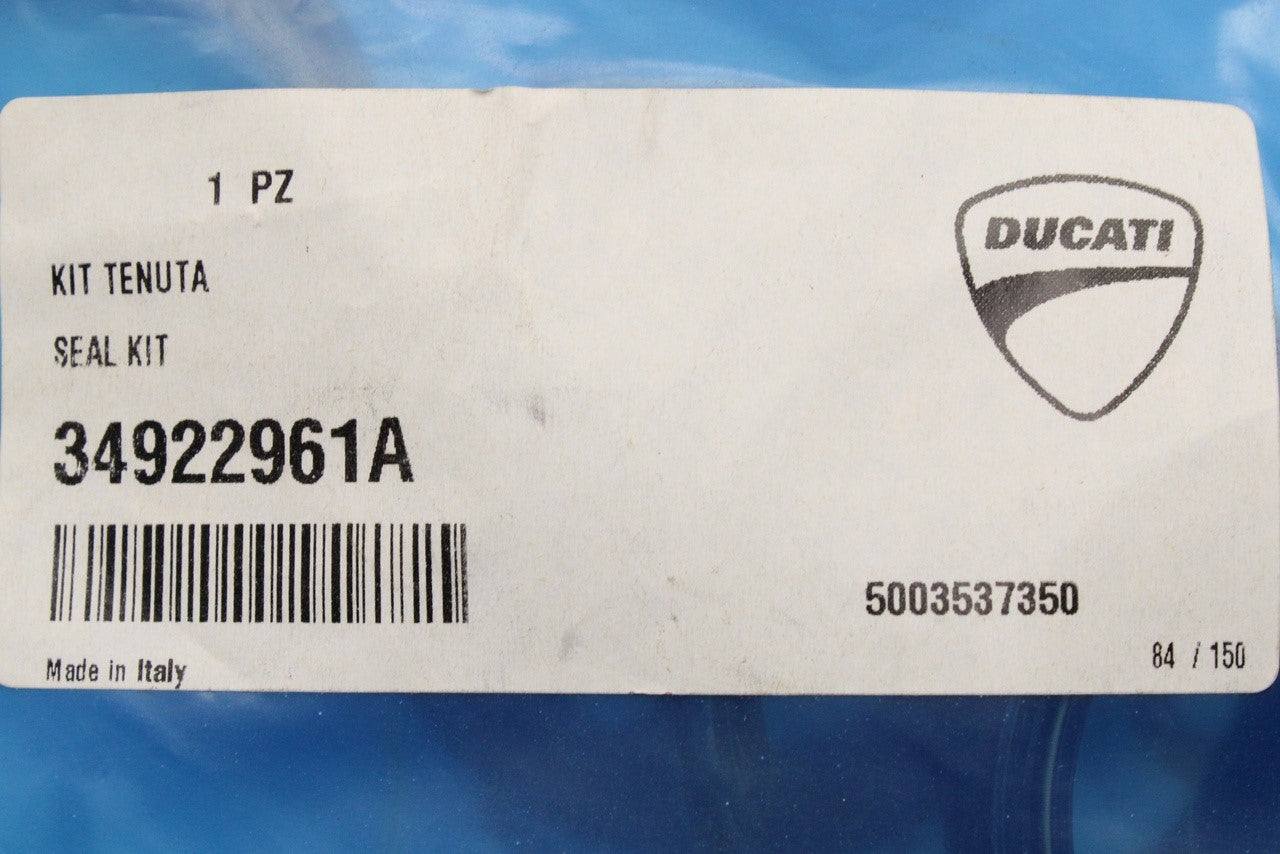 1 PZ
DUCATI
KIT TENUTA
SEAL KIT
34922961A
5003537350
84 / 150
Made in Italy